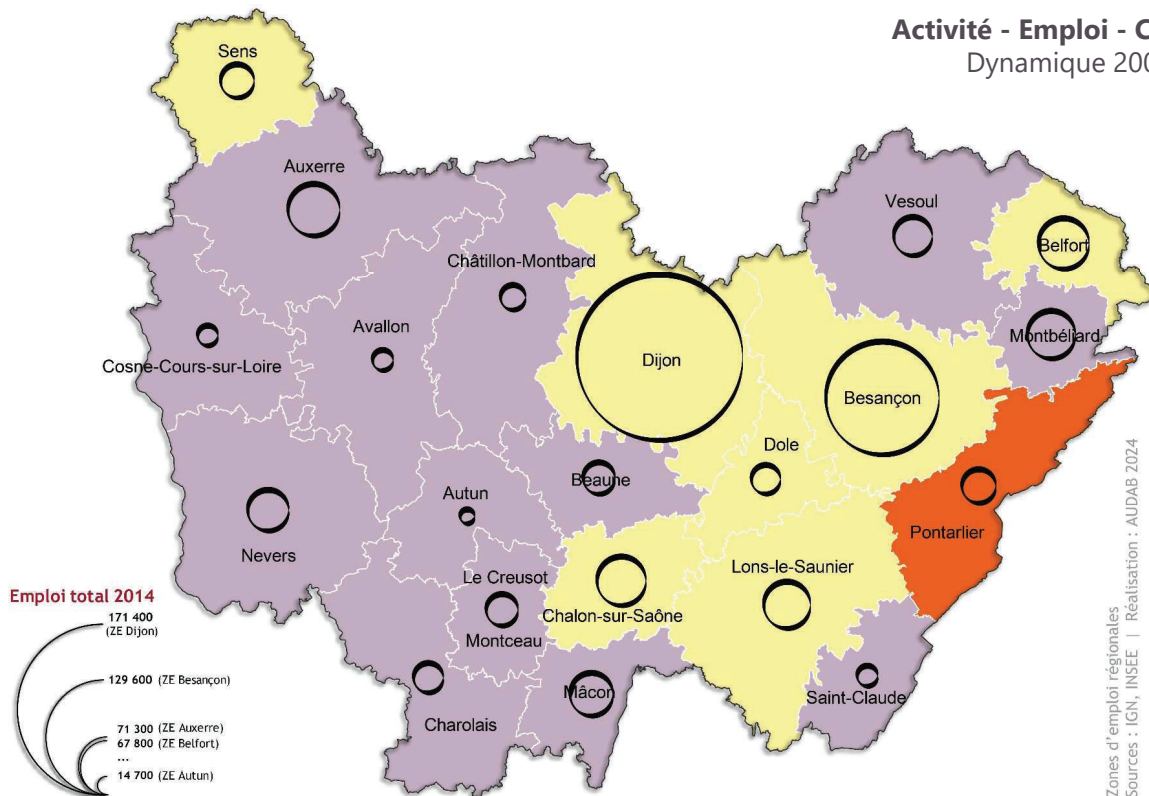 Activité - Emploi - C
Dynamique 200
Sens
Auxerre
Vesoul
Belfort
Châtillon-Montbard
Avallon
Montbéliard
Cosne-Cours-sur-Loire
Dijon
Besançon
Dole
Beaune
Autun
Pontarlier
Nevers
Lons-le-Saunier
Le Creusot
Montceau
Chalon-sur-Saône
Mâcon
Saint-Claude
Charolais
Emploi total 2014
171 400
(ZE Dijon)
129 600 (ZE Besançon)
71 300 (ZE Auxerre)
67 800 (ZE Belfort)
...
14 700 (ZE Autun)
Zones d'emploi régionales
Sources : IGN, INSEE | Réalisation : AUDAB 2024